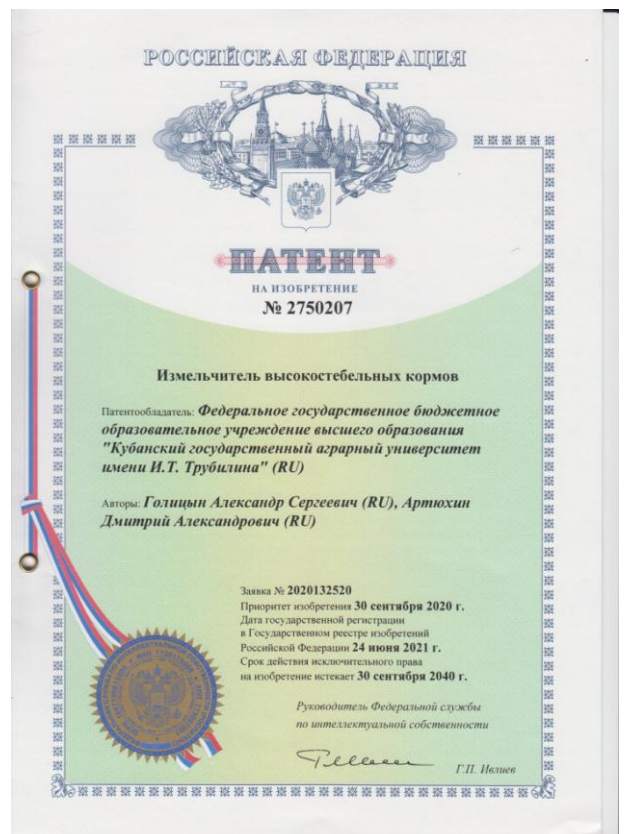 РОССИЙСКАЯ ФЕДЕРАЦИЯ
ПАТЕНТ
НА ИЗОБРЕТЕНИЕ
№ 2750207
Измельчитель высокостебельных кормов
Патентообладатель: Федеральное государственное бюджетное
образовательное учреждение высшего образования
"Кубанский государственный аграрный университет
имени И.Т. Трубилина" (RU)
Авторы: Голицын Александр Сергеевич (RU), Артюхин
Дмитрий Александрович (RU)
Заявка № 2020132520
Приоритет изобретения 30 сентября 2020 г.
Дата государственной регистрации
в Государственном реестре изобретений
Российской Федерации 24 июня 2021 г.
Срок действия исключительного права
на изобретение истекает 30 сентября 2040 г.
Руководитель Федеральной службы
по интеллектуальной собственности
Г.П. Ивлиев